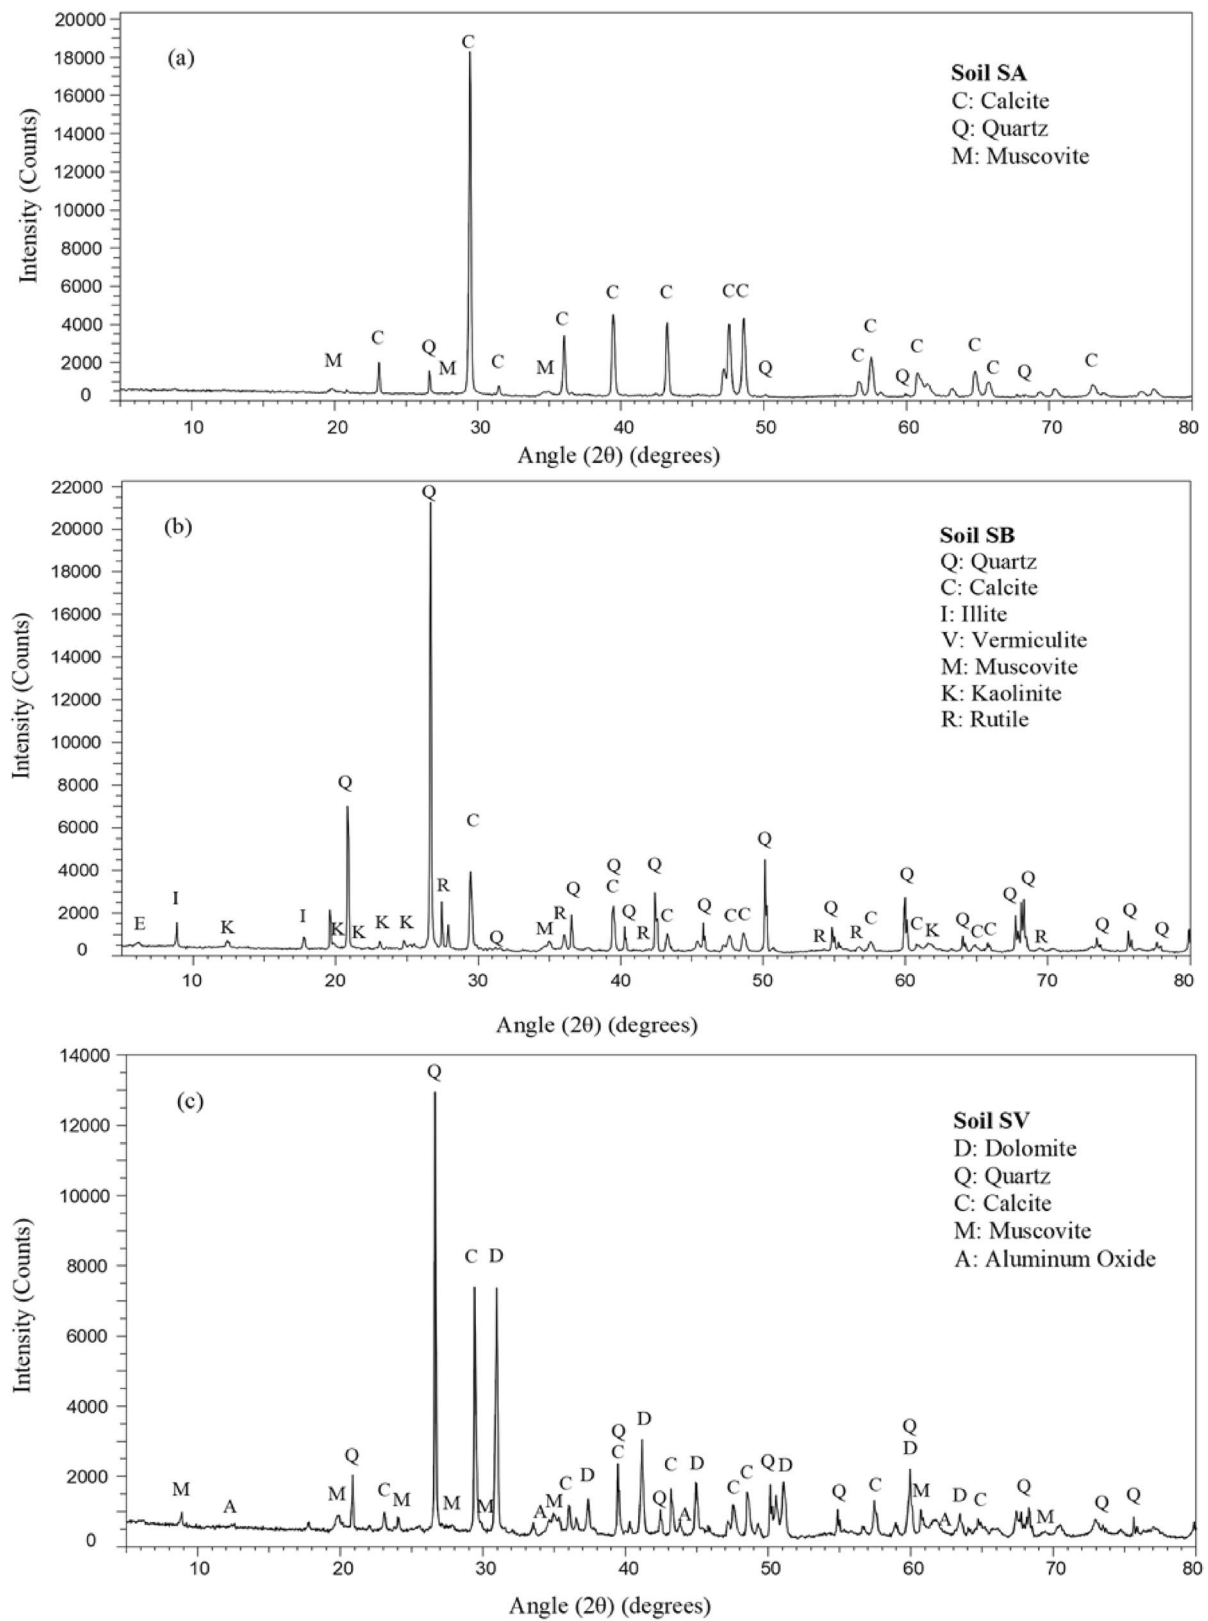 20000
18000
16000
14000
12000
10000
8000
6000
4000
2000
0
Intensity (Counts)
(a)
Soil SA
C: Calcite
Q: Quartz
M: Muscovite
M C Q M C C M C C C C C Q C C Q C C C Q C
10 20 30 40 50 60 70 80
Angle (2θ) (degrees)
22000
20000
18000
16000
14000
12000
10000
8000
6000
4000
2000
0
Intensity (Counts)
(b)
Soil SB
Q: Quartz
C: Calcite
I: Illite
V: Vermiculite
M: Muscovite
K: Kaolinite
R: Rutile
E I K I K Q K K K Q R C Q M R Q Q C Q R Q C Q C C Q R Q R C Q C K Q C C Q Q R Q Q Q
10 20 30 40 50 60 70 80
Angle (2θ) (degrees)
14000
12000
10000
8000
6000
4000
2000
0
Intensity (Counts)
(c)
Soil SV
D: Dolomite
Q: Quartz
C: Calcite
M: Muscovite
A: Aluminum Oxide
M A M Q C M Q M C M D A M C D Q C D Q C A D C C Q D Q C Q D M A D C Q M Q Q
10 20 30 40 50 60 70 80
Angle (2θ) (degrees)